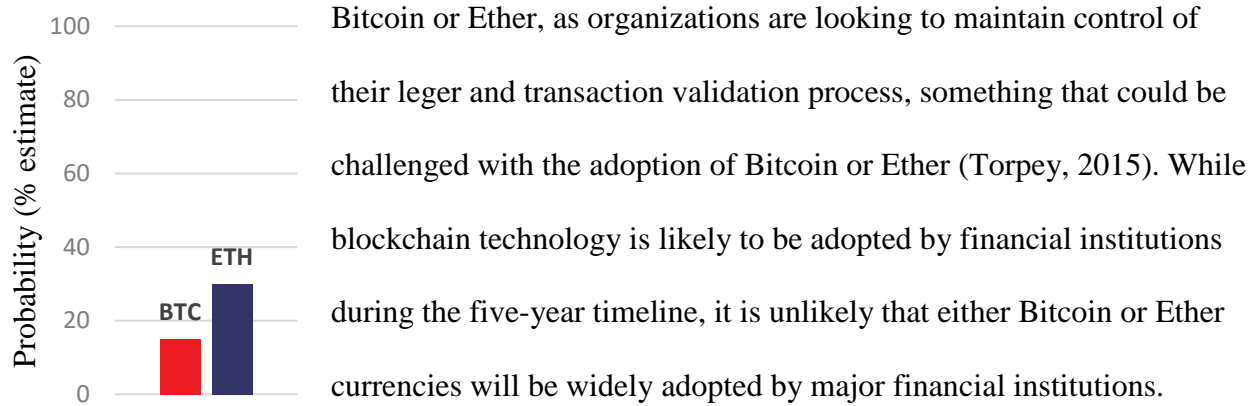 Probability (% estimate)
100
80
60
40
20
0
BTC
ETH
Bitcoin or Ether, as organizations are looking to maintain control of
their leger and transaction validation process, something that could be
challenged with the adoption of Bitcoin or Ether (Torpey, 2015). While
blockchain technology is likely to be adopted by financial institutions
during the five-year timeline, it is unlikely that either Bitcoin or Ether
currencies will be widely adopted by major financial institutions.